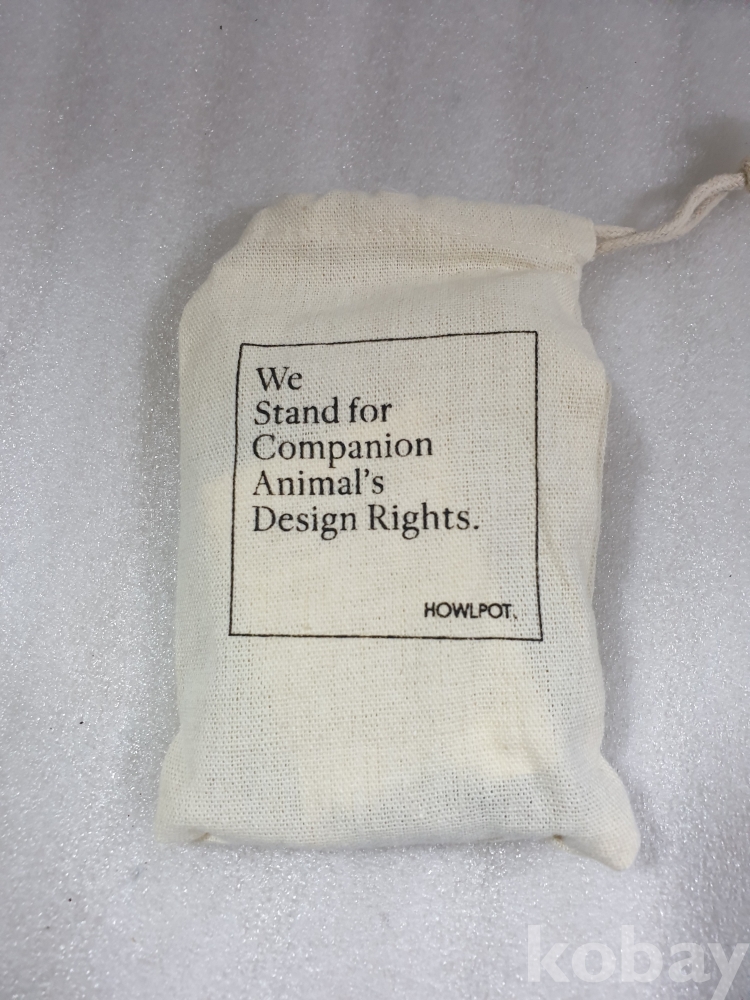 We
Stand for
Companion
Animal's
Design Rights.
HOWLPOT.
kobay